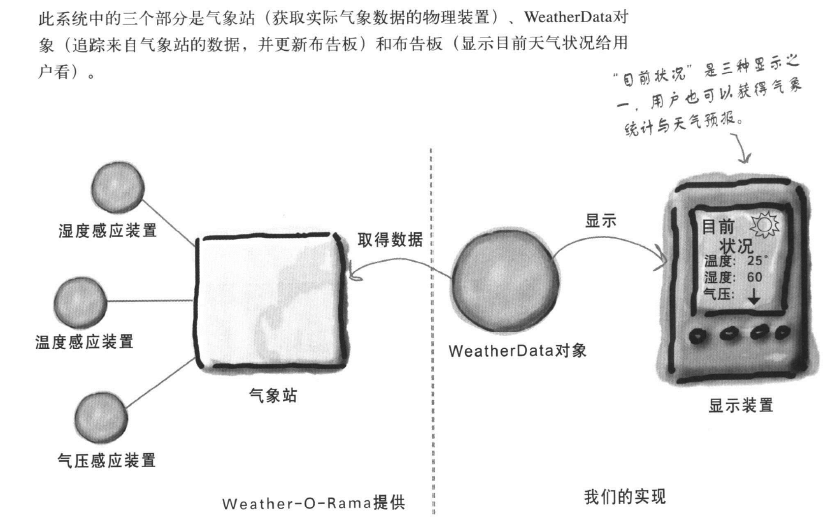 此系统中的三个部分是气象站（获取实际气象数据的物理装置）、WeatherData对
象（追踪来自气象站的数据，并更新布告板）和布告板（显示目前天气状况给用
户看）。
“目前状况”是三种显示之
一，用户也可以获得气象
统计与天气预报。
湿度感应装置
温度感应装置
气压感应装置
气象站
取得数据
WeatherData对象
显示
目前
状况
温度: 25°
湿度: 60
气压:
显示装置
Weather-O-Rama提供
我们的实现